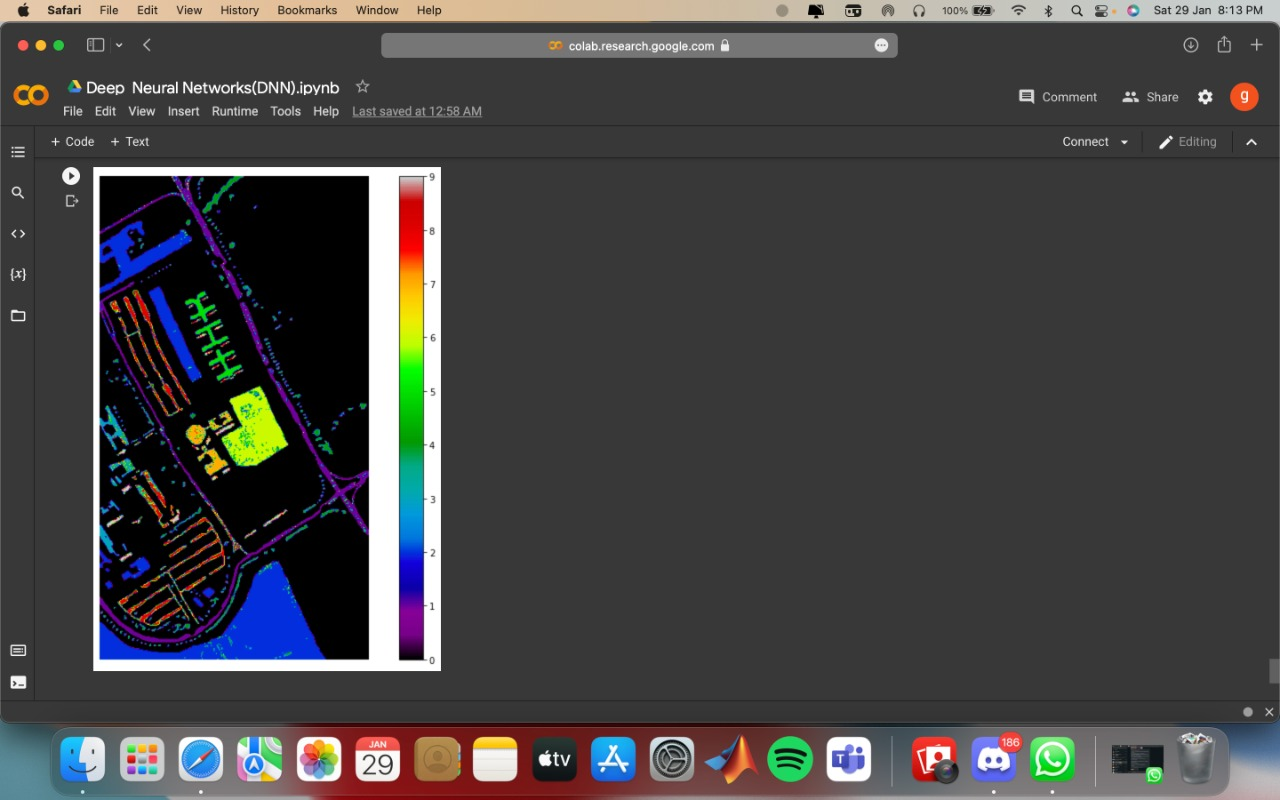 Safari File Edit View History Bookmarks Window Help 100% Sat 29 Jan 8:13 PM
colab.research.google.com
Deep Neural Networks(DNN).ipynb
File Edit View Insert Runtime Tools Help Last saved at 12:58 AM
Comment Share g
+ Code + Text Connect Editing
{x}
9
8
7
6
5
4
3
2
1
0
JAN
29
tv
186